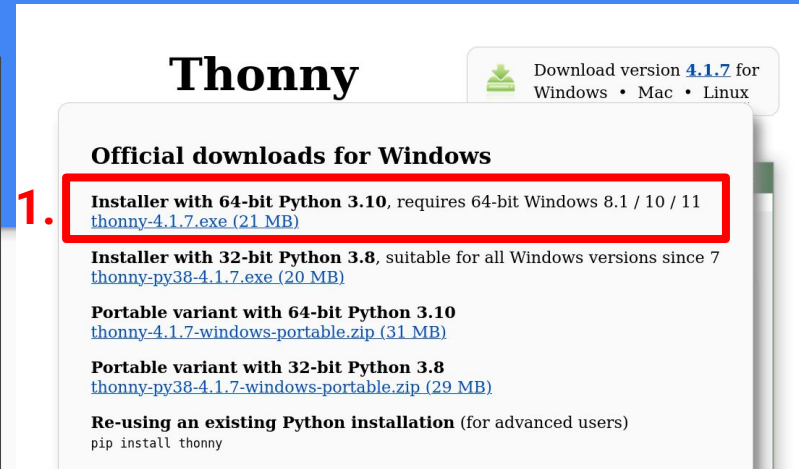 Thonny
Download version 4.1.7 for
Windows • Mac • Linux
Official downloads for Windows
1.
Installer with 64-bit Python 3.10, requires 64-bit Windows 8.1 / 10 / 11
thonny-4.1.7.exe (21 MB)
Installer with 32-bit Python 3.8, suitable for all Windows versions since 7
thonny-py38-4.1.7.exe (20 MB)
Portable variant with 64-bit Python 3.10
thonny-4.1.7-windows-portable.zip (31 MB)
Portable variant with 32-bit Python 3.8
thonny-py38-4.1.7-windows-portable.zip (29 MB)
Re-using an existing Python installation (for advanced users)
pip install thonny